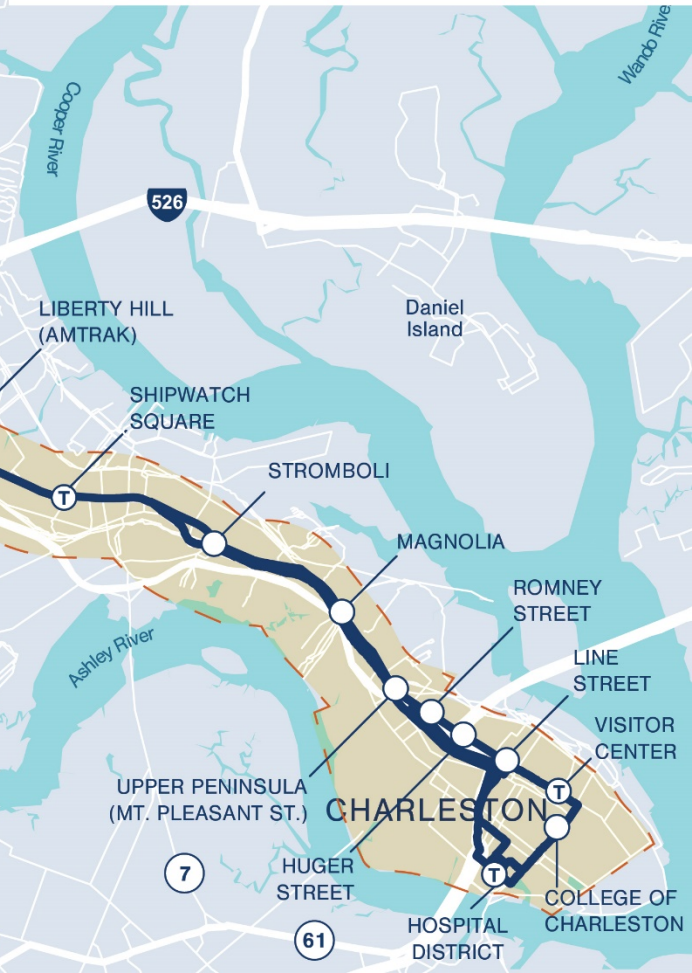 Cooper River
Wando River
526
LIBERTY HILL
(AMTRAK)
Daniel
Island
SHIPWATCH
SQUARE
T
STROMBOLI
MAGNOLIA
ROMNEY
STREET
Ashley River
LINE
STREET
VISITOR
CENTER
T
UPPER PENINSULA
(MT. PLEASANT ST.)
CHARLESTON
7
HUGER
STREET
T
COLLEGE OF
CHARLESTON
61
HOSPITAL
DISTRICT